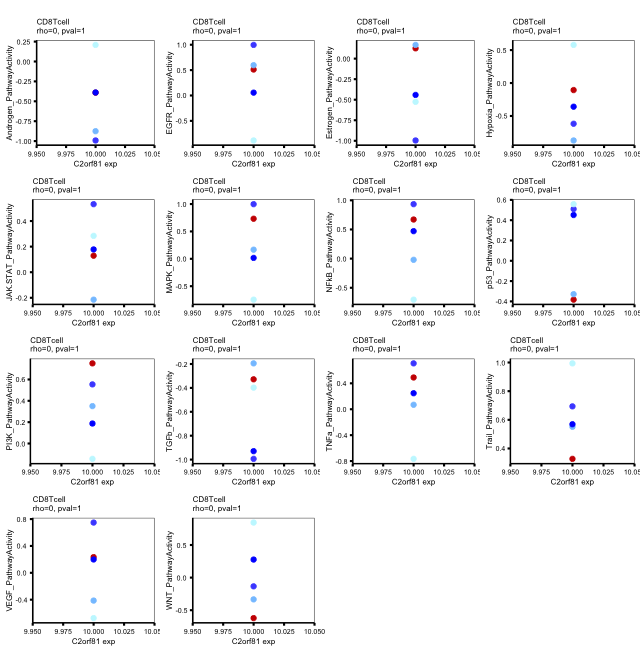 CD8Tcell
rho=0, pval=1
Androgen_PathwayActivity
0.25
0.00
-0.25
-0.50
-0.75
-1.00
9.950 9.975 10.000 10.025 10.05
C2orf81 exp
CD8Tcell
rho=0, pval=1
EGFR_PathwayActivity
1.0
0.5
0.0
-0.5
9.950 9.975 10.000 10.025 10.05
C2orf81 exp
CD8Tcell
rho=0, pval=1
Estrogen_PathwayActivity
0.00
-0.25
-0.50
-0.75
-1.00
9.950 9.975 10.000 10.025 10.05
C2orf81 exp
CD8Tcell
rho=0, pval=1
Hypoxia_PathwayActivity
0.5
0.0
-0.5
9.950 9.975 10.000 10.025 10.05
C2orf81 exp
CD8Tcell
rho=0, pval=1
JAK.STAT_PathwayActivity
0.4
0.2
0.0
-0.2
9.950 9.975 10.000 10.025 10.05
C2orf81 exp
CD8Tcell
rho=0, pval=1
MAPK_PathwayActivity
1.0
0.5
0.0
-0.5
9.950 9.975 10.000 10.025 10.05
C2orf81 exp
CD8Tcell
rho=0, pval=1
NFkB_PathwayActivity
1.0
0.5
0.0
-0.5
9.950 9.975 10.000 10.025 10.05
C2orf81 exp
CD8Tcell
rho=0, pval=1
p53_PathwayActivity
0.6
0.4
0.2
0.0
-0.2
-0.4
9.950 9.975 10.000 10.025 10.05
C2orf81 exp
CD8Tcell
rho=0, pval=1
PI3K_PathwayActivity
0.6
0.4
0.2
0.0
9.950 9.975 10.000 10.025 10.05
C2orf81 exp
CD8Tcell
rho=0, pval=1
TGFb_PathwayActivity
-0.2
-0.4
-0.6
-0.8
-1.0
9.950 9.975 10.000 10.025 10.05
C2orf81 exp
CD8Tcell
rho=0, pval=1
TNFa_PathwayActivity
0.4
0.0
-0.4
-0.8
9.950 9.975 10.000 10.025 10.05
C2orf81 exp
CD8Tcell
rho=0, pval=1
Trail_PathwayActivity
1.0
0.8
0.6
0.4
9.950 9.975 10.000 10.025 10.05
C2orf81 exp
CD8Tcell
rho=0, pval=1
VEGF_PathwayActivity
0.8
0.4
0.0
-0.4
9.950 9.975 10.000 10.025 10.05
C2orf81 exp
CD8Tcell
rho=0, pval=1
WNT_PathwayActivity
0.5
0.0
-0.5
9.950 9.975 10.000 10.025 10.050
C2orf81 exp